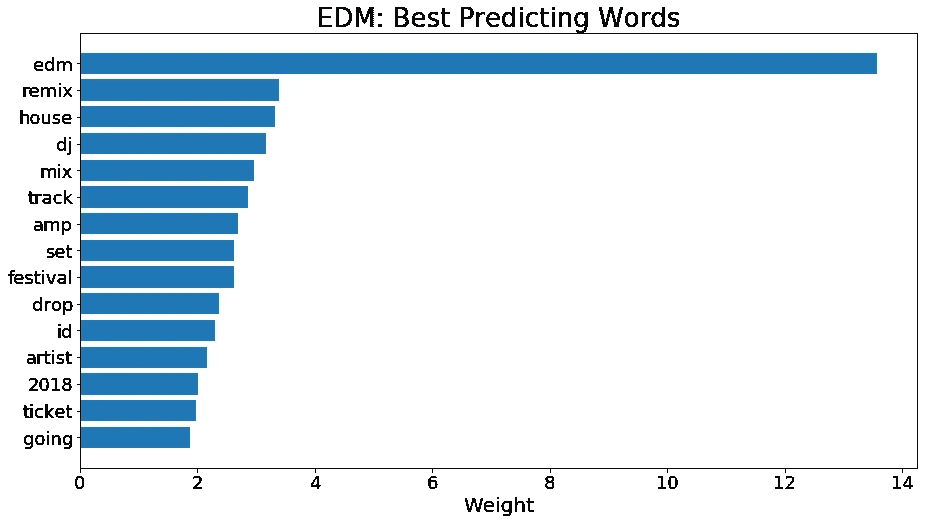 EDM: Best Predicting Words
edm
remix
house
dj
mix
track
amp
set
festival
drop
id
artist
2018
ticket
going
0 2 4 6 8 10 12 14
Weight